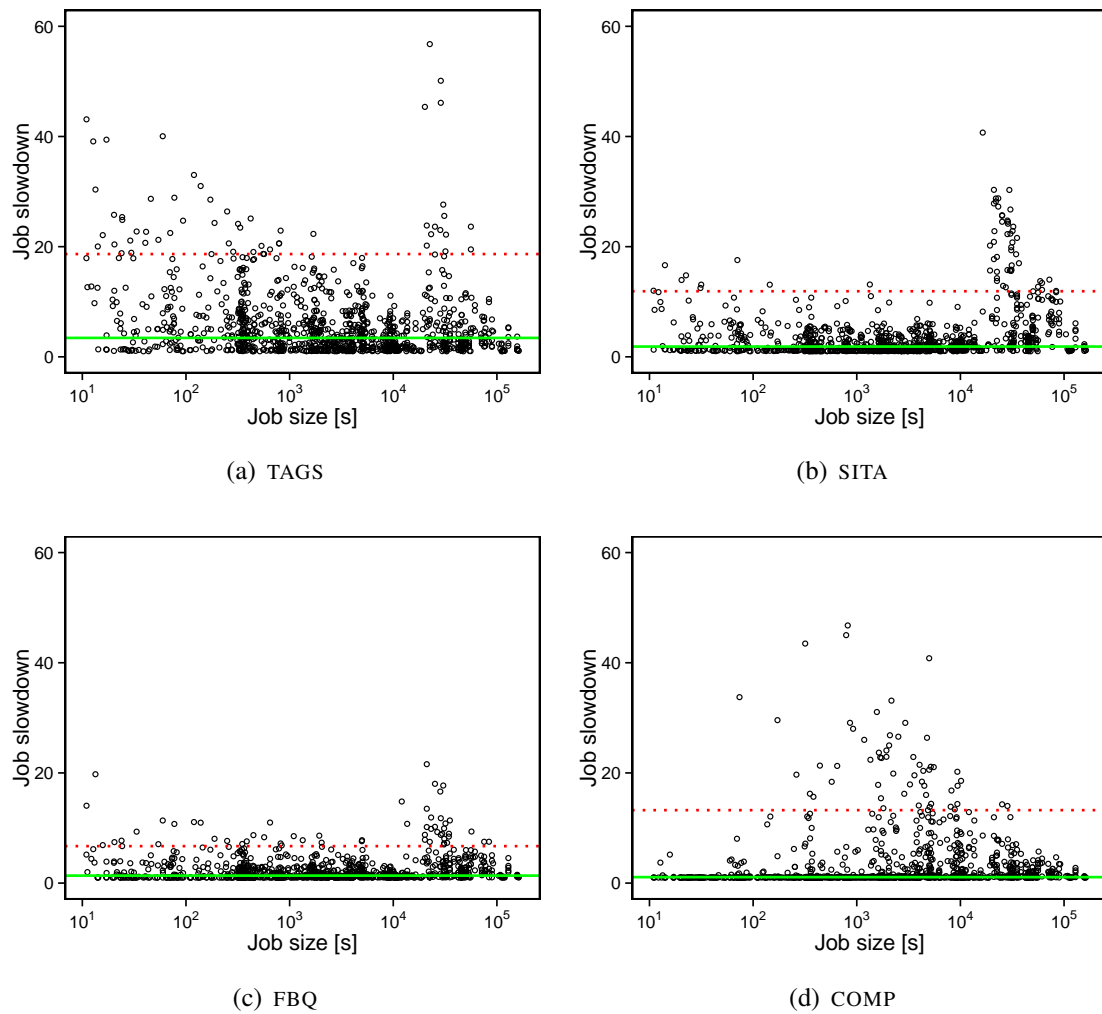 60
40
20
0
Job slowdown
10¹ 10² 10³ 10⁴ 10⁵
Job size [s]
(a) TAGS
60
40
20
0
Job slowdown
10¹ 10² 10³ 10⁴ 10⁵
Job size [s]
(b) SITA
60
40
20
0
Job slowdown
10¹ 10² 10³ 10⁴ 10⁵
Job size [s]
(c) FBQ
60
40
20
0
Job slowdown
10¹ 10² 10³ 10⁴ 10⁵
Job size [s]
(d) COMP